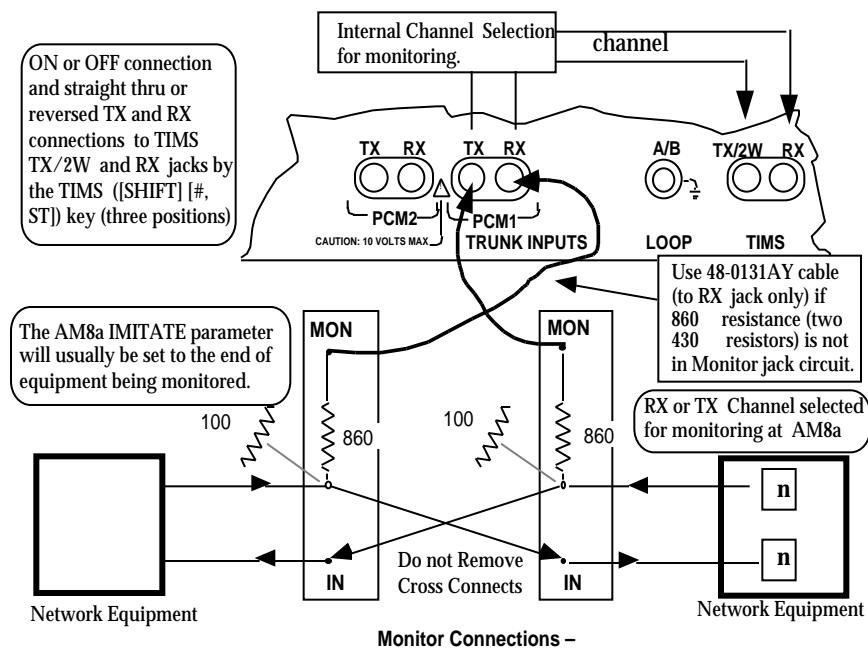 Internal Channel Selection
for monitoring.
channel
ON or OFF connection
and straight thru or
reversed TX and RX
connections to TIMS
TX/2W and RX jacks by
the TIMS ([SHIFT] [#,
ST]) key (three positions)
TX RX
TX RX
A/B
TX/2W RX
PCM2
PCM1
CAUTION: 10 VOLTS MAX
TRUNK INPUTS
LOOP
TIMS
Use 48-0131AY cable
(to RX jack only) if
860 resistance (two
430 resistors) is not
in Monitor jack circuit.
The AM8a IMITATE parameter
will usually be set to the end of
equipment being monitored.
MON
MON
RX or TX Channel selected
for monitoring at AM8a
100
860
100
860
n
n
Do not Remove
Cross Connects
IN
IN
Network Equipment
Network Equipment
Monitor Connections –